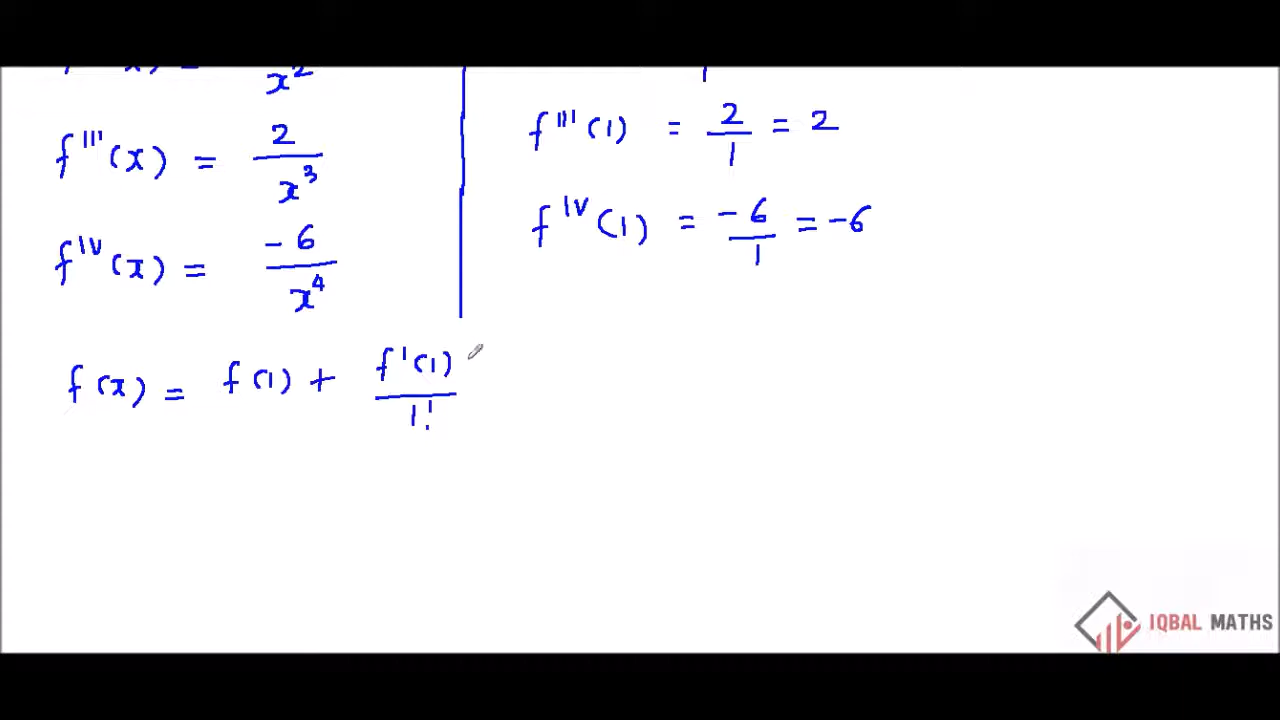 x²
f'''(x) = 2/x³
f^IV(x) = -6/x⁴
f'''(1) = 2/1 = 2
f^IV(1) = -6/1 = -6
f(x) = f(1) + f'(1)/1!
IQBAL MATHS